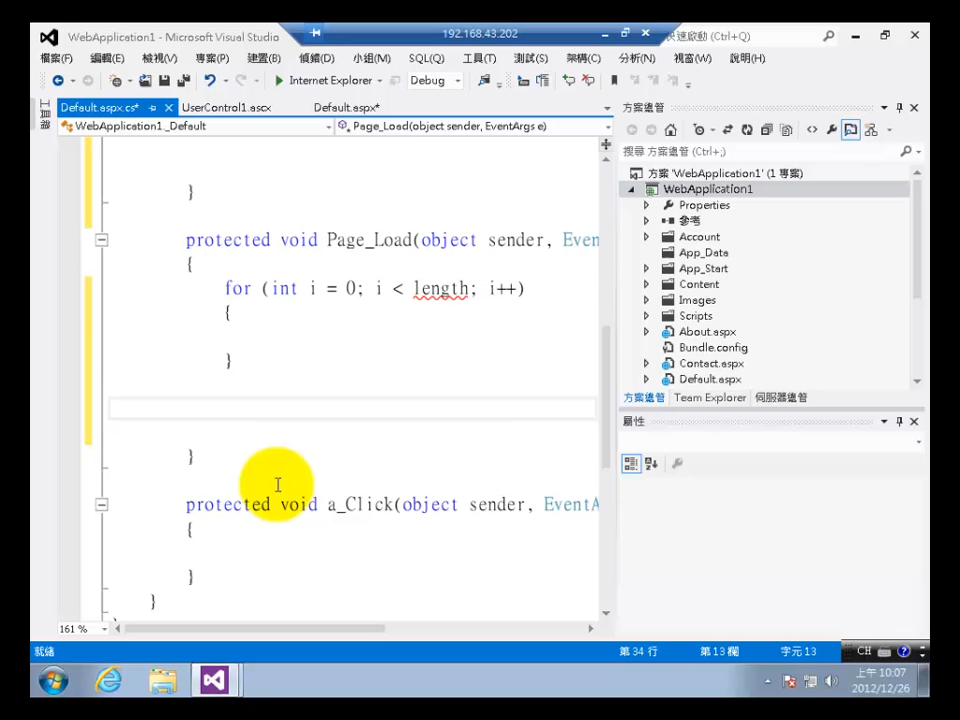 WebApplication1 - Microsoft Visual Studio
192.168.43.202
快速啟動 (Ctrl+Q)
檔案(F) 編輯(E) 檢視(V) 專案(P) 建置(B) 偵錯(D) 小組(M) SQL(Q) 工具(T) 測試(S) 架構(C) 分析(N) 視窗(W) 說明(H)
Internet Explorer Debug
Default.aspx.cs* UserControl1.ascx Default.aspx*
WebApplication1._Default Page_Load(object sender, EventArgs e)
}
protected void Page_Load(object sender, Even
{
for (int i = 0; i < length; i++)
{
}
}
protected void a_Click(object sender, EventA
{
}
}
161 %
方案總管
搜尋 方案總管 (Ctrl+;)
方案 'WebApplication1' (1 專案)
WebApplication1
Properties
參考
Account
App_Data
App_Start
Content
Images
Scripts
About.aspx
Bundle.config
Contact.aspx
Default.aspx
方案總管 Team Explorer 伺服器總管
屬性
就緒 第 34 行 第 13 欄 字元 13 CH
上午 10:07
2012/12/26